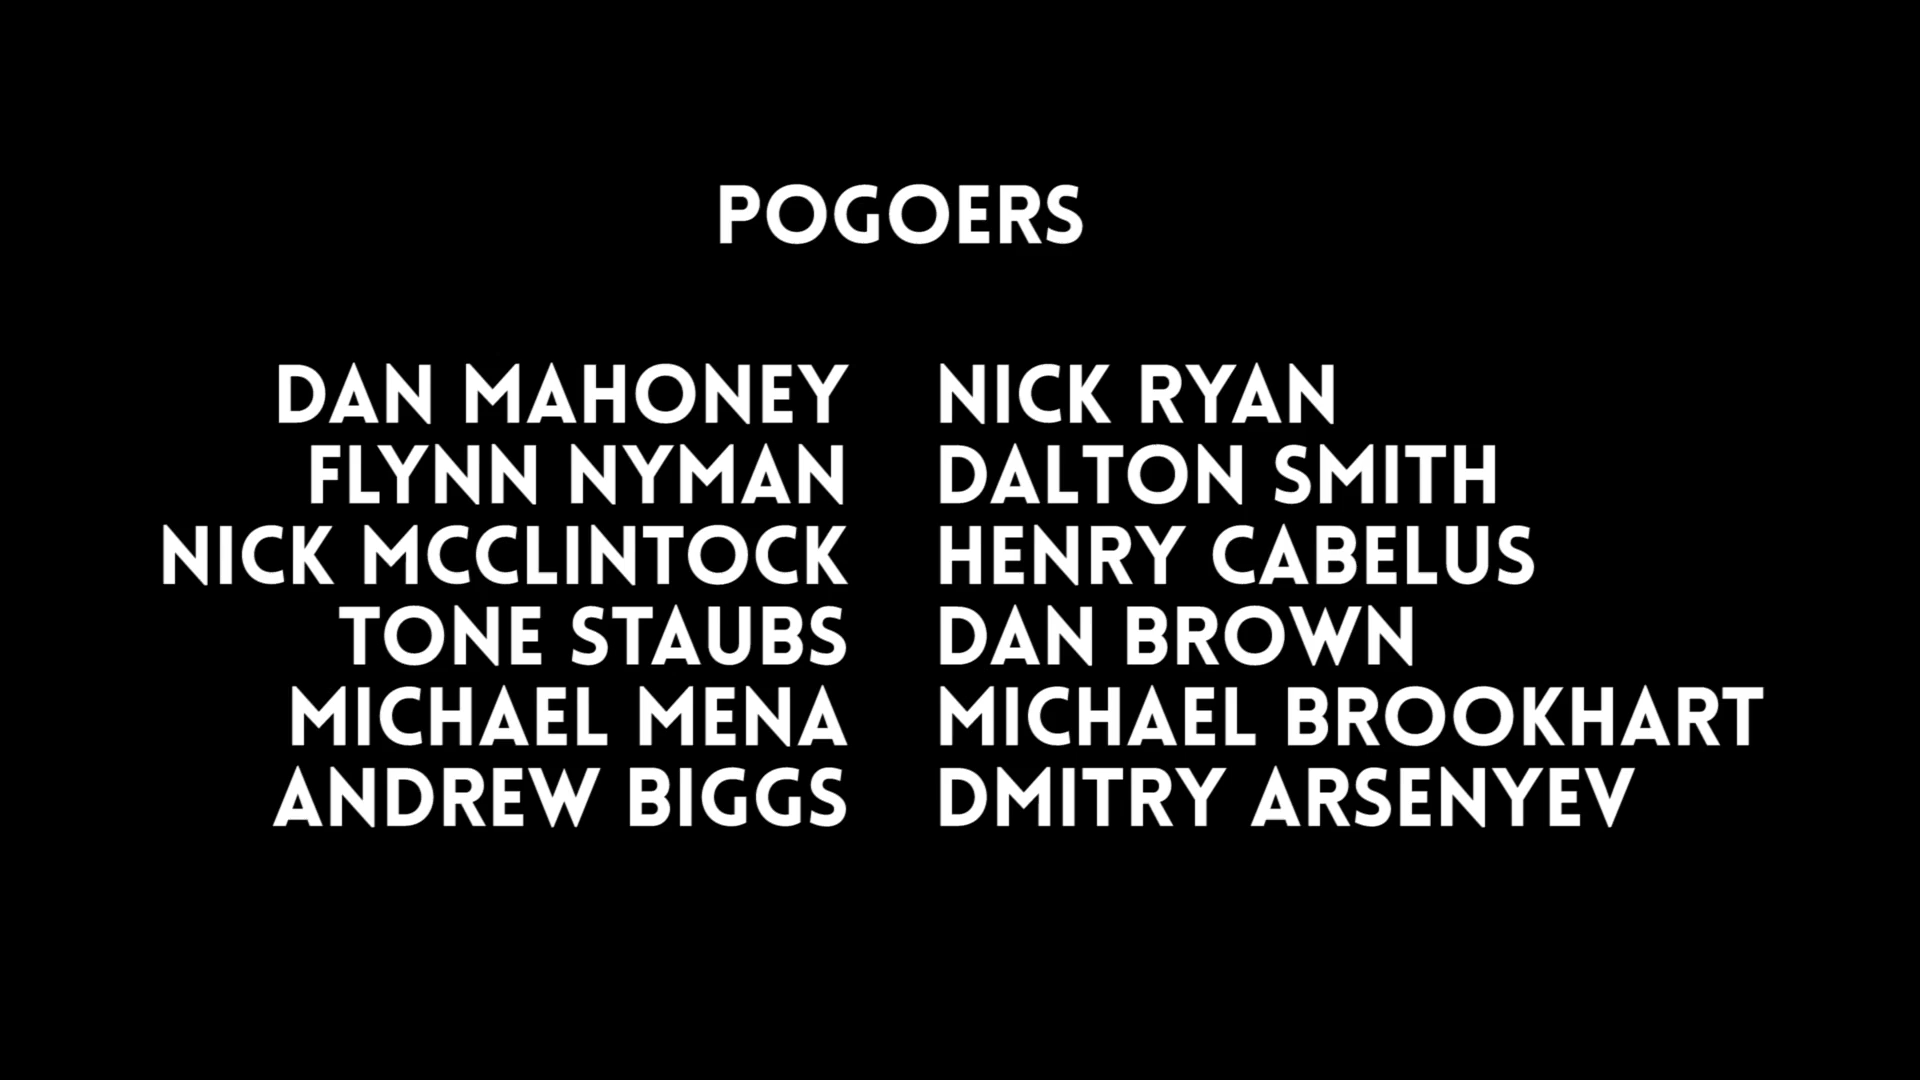 POGOERS
DAN MAHONEY
FLYNN NYMAN
NICK MCCLINTOCK
TONE STAUBS
MICHAEL MENA
ANDREW BIGGS
NICK RYAN
DALTON SMITH
HENRY CABELUS
DAN BROWN
MICHAEL BROOKHART
DMITRY ARSENYEV